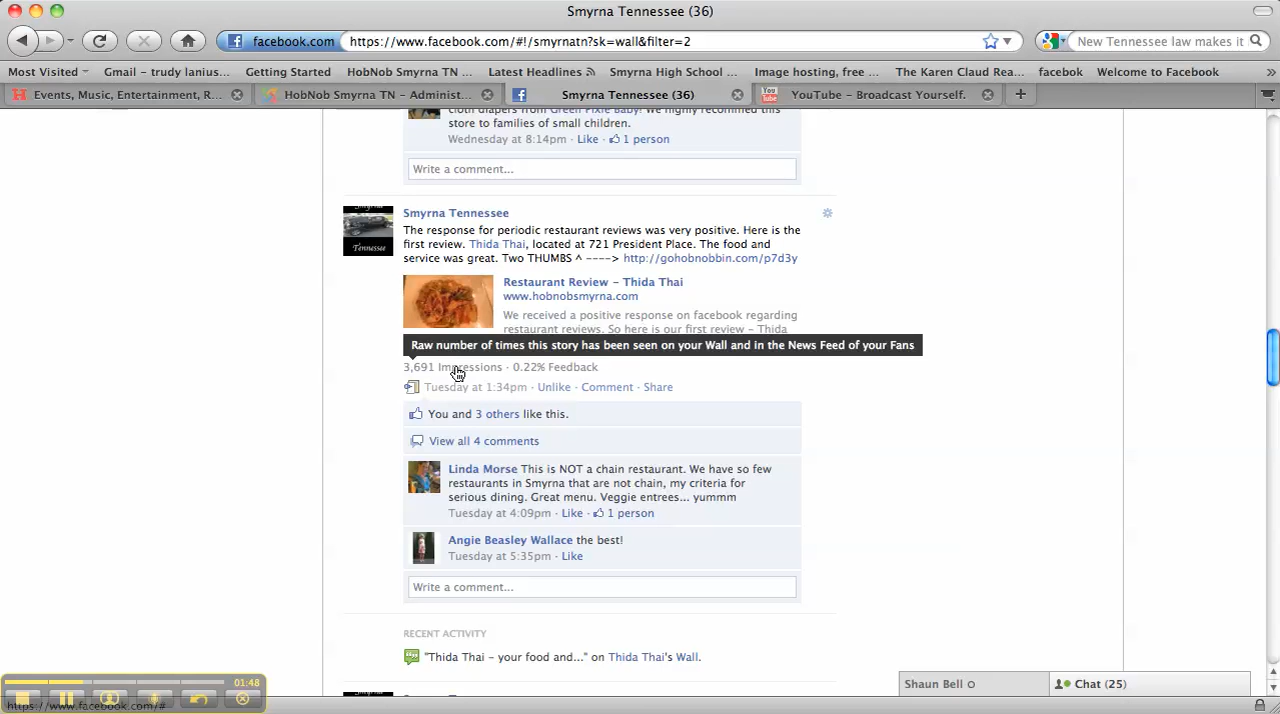 Smyrna Tennessee (36)
facebook.com
https://www.facebook.com/#!/smyrnatn?sk=wall&filter=2
New Tennessee law makes it
Most Visited
Gmail - trudy lanius...
Getting Started
HobNob Smyrna TN ...
Latest Headlines
Smyrna High School ...
Image hosting, free ...
The Karen Claud Rea...
facebok
Welcome to Facebook
»
Events, Music, Entertainment, R...
HobNob Smyrna TN - Administ...
Smyrna Tennessee (36)
YouTube - Broadcast Yourself.
cloth diapers from Green Pixie Baby! We highly recommend this
store to families of small children.
Wednesday at 8:14pm · Like · 1 person
Write a comment...
Smyrna Tennessee
The response for periodic restaurant reviews was very positive. Here is the
first review. Thida Thai, located at 721 President Place. The food and
service was great. Two THUMBS ^ ----> http://gohobnobbin.com/p7d3y
Restaurant Review - Thida Thai
www.hobnobsmyrna.com
We received a positive response on facebook regarding
restaurant reviews. So here is our first review - Thida
Raw number of times this story has been seen on your Wall and in the News Feed of your Fans
3,691 Impressions · 0.22% Feedback
Tuesday at 1:34pm · Unlike · Comment · Share
You and 3 others like this.
View all 4 comments
Linda Morse This is NOT a chain restaurant. We have so few
restaurants in Smyrna that are not chain, my criteria for
serious dining. Great menu. Veggie entrees... yummm
Tuesday at 4:09pm · Like · 1 person
Angie Beasley Wallace the best!
Tuesday at 5:35pm · Like
Write a comment...
RECENT ACTIVITY
"Thida Thai - your food and..." on Thida Thai's Wall.
Shaun Bell
Chat (25)
01:48
https://www.facebook.com/#